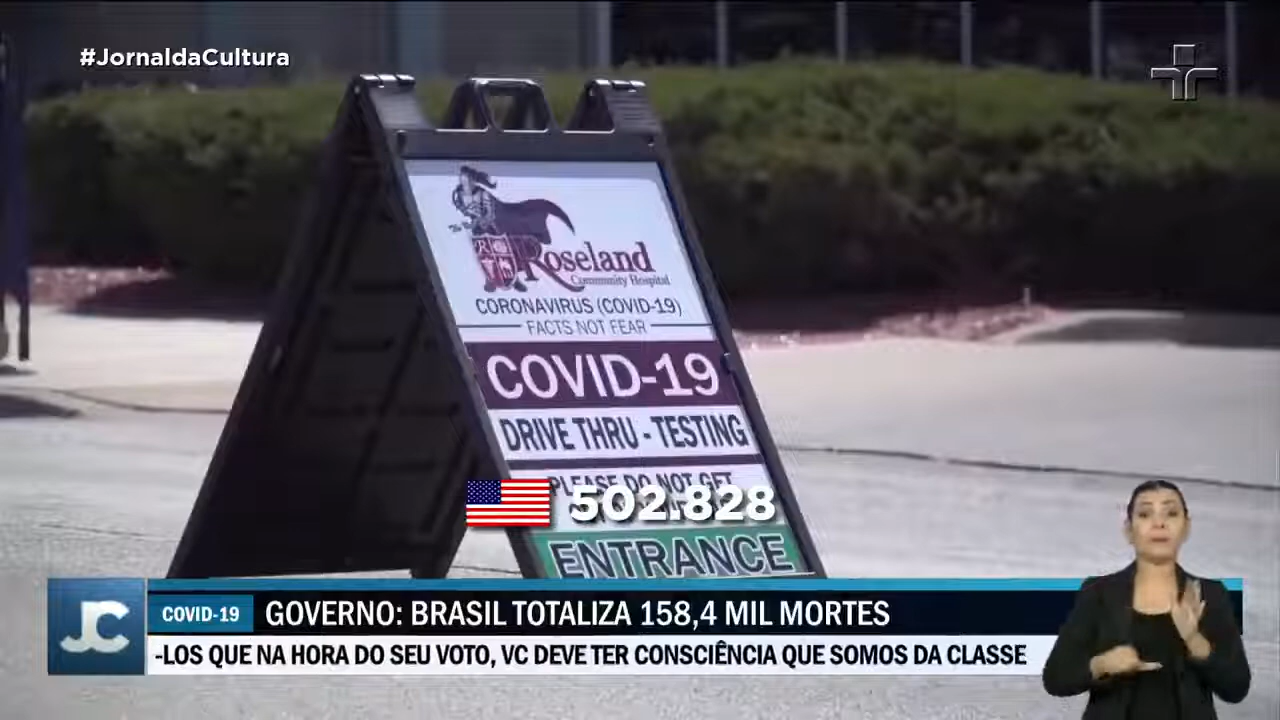 #JornaldaCultura
Roseland
Community Hospital
CORONAVIRUS (COVID-19)
FACTS NOT FEAR
COVID-19
DRIVE THRU - TESTING
PLEASE DO NOT GET
502.828
ENTRANCE
JC
COVID-19
GOVERNO: BRASIL TOTALIZA 158,4 MIL MORTES
-LOS QUE NA HORA DO SEU VOTO, VC DEVE TER CONSCIÊNCIA QUE SOMOS DA CLASSE